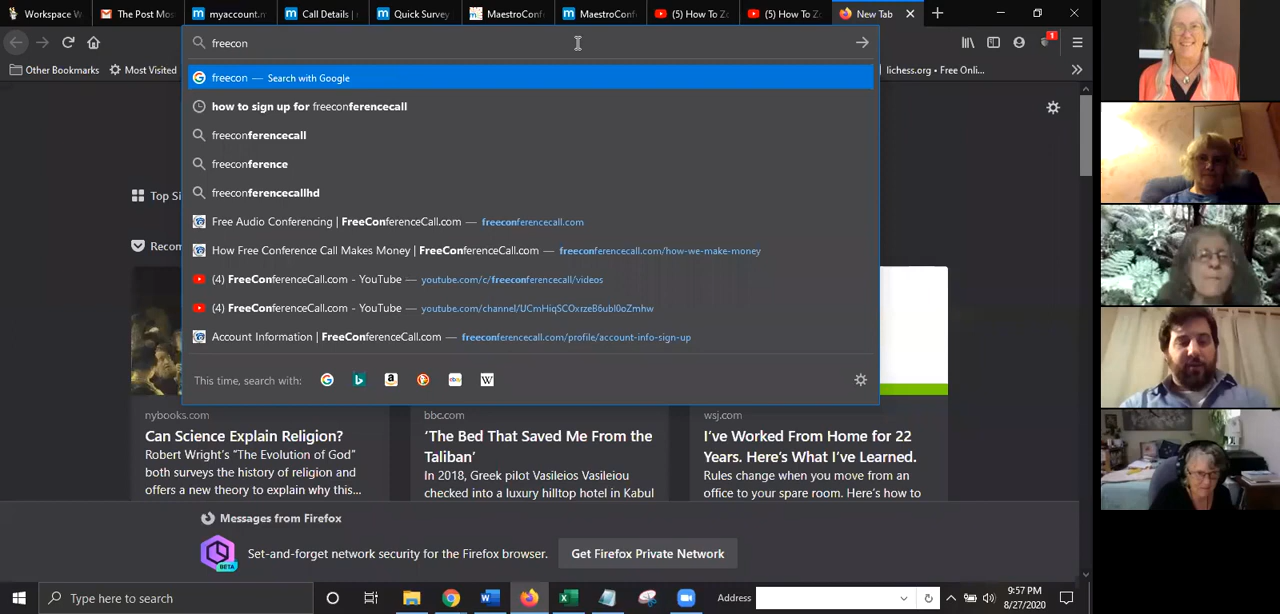 Workspace W
The Post Mos
myaccount.m
Call Details |
Quick Survey
MaestroConf
MaestroConf
(5) How To Zo
(5) How To Zo
New Tab
freecon
1
Other Bookmarks
Most Visited
lichess.org • Free Onli...
freecon — Search with Google
how to sign up for freeconferencecall
freeconferencecall
freeconference
freeconferencecallhd
Free Audio Conferencing | FreeConferenceCall.com — freeconferencecall.com
How Free Conference Call Makes Money | FreeConferenceCall.com — freeconferencecall.com/how-we-make-money
(4) FreeConferenceCall.com - YouTube — youtube.com/c/freeconferencecall/videos
(4) FreeConferenceCall.com - YouTube — youtube.com/channel/UCmHiqSCOxrzeB6ubl0oZmhw
Account Information | FreeConferenceCall.com — freeconferencecall.com/profile/account-info-sign-up
This time, search with:
Top Si
Recom
nybooks.com
Can Science Explain Religion?
Robert Wright's "The Evolution of God"
both surveys the history of religion and
offers a new theory to explain why this...
bbc.com
'The Bed That Saved Me From the
Taliban'
In 2018, Greek pilot Vasileios Vasileiou
checked into a luxury hilltop hotel in Kabul
wsj.com
I've Worked From Home for 22
Years. Here's What I've Learned.
Rules change when you move from an
office to your spare room. Here's how to
Messages from Firefox
BETA
Set-and-forget network security for the Firefox browser.
Get Firefox Private Network
Type here to search
Address
9:57 PM
8/27/2020